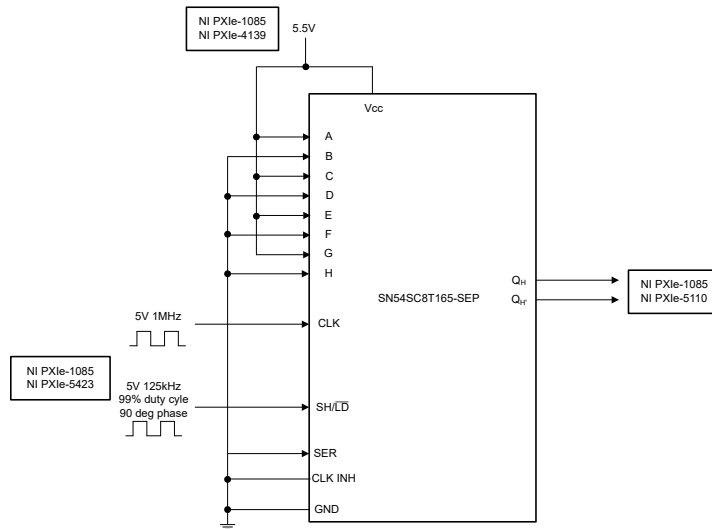 NI PXIe-1085
NI PXIe-4139
5.5V
Vcc
A
B
C
D
E
F
G
H
SN54SC8T165-SEP
QH
QH'
NI PXIe-1085
NI PXIe-5110
5V 1MHz
CLK
NI PXIe-1085
NI PXIe-5423
5V 125kHz
99% duty cyle
90 deg phase
SH/LD
SER
CLK INH
GND